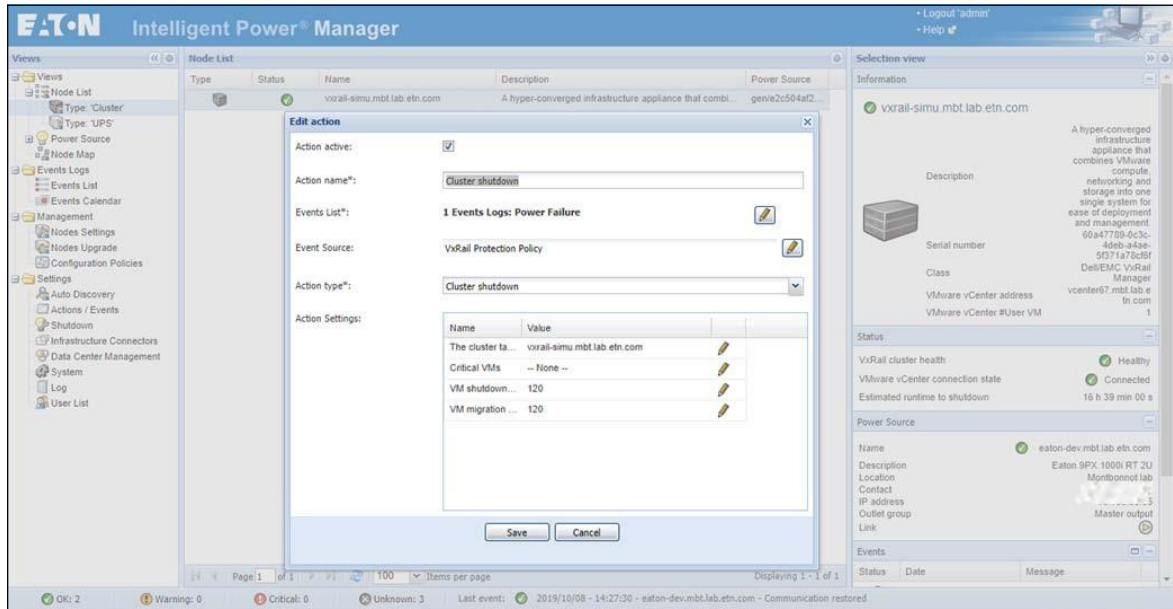 EATON
Intelligent Power® Manager
• Logout 'admin'
• Help
Views
Views
Node List
Type: 'Cluster'
Type: 'UPS'
Power Source
Node Map
Events Logs
Events List
Events Calendar
Management
Nodes Settings
Nodes Upgrade
Configuration Policies
Settings
Auto Discovery
Actions / Events
Shutdown
Infrastructure Connectors
Data Center Management
System
Log
User List
Node List
Type Status Name Description Power Source
vxrail-simu.mbt.lab.etn.com A hyper-converged infrastructure appliance that combi...
Edit action
Action active:
Action name*: Cluster shutdown
Events List*: 1 Events Logs: Power Failure
Event Source: VxRail Protection Policy
Action type*: Cluster shutdown
Action Settings:
Name Value
The cluster ta... vxrail-simu.mbt.lab.etn.com
Critical VMs -- None --
VM shutdown... 120
VM migration ... 120
Save Cancel
Page 1 of 1 100 Items per page Displaying 1 - 1 of 1
Selection view
Information
vxrail-simu.mbt.lab.etn.com
A hyper-converged
infrastructure
appliance that
combines VMware
compute,
Description networking and
storage into one
single system for
ease of deployment
and management.
60a47789-0c3c-
Serial number 4deb-a4ae-
5f371a78cf6f
Class Dell/EMC VxRail
Manager
VMware vCenter address vcenter67.mbt.lab.e
tn.com
VMware vCenter #User VM 1
Status
VxRail cluster health Healthy
VMware vCenter connection state Connected
Estimated runtime to shutdown 16 h 39 min 00 s
Power Source
Name eaton-dev.mbt.lab.etn.com
Description Eaton 9PX 1000i RT 2U
Location Montbonnot lab
Contact
IP address
Outlet group Master output
Link
Events
Status Date Message
OK: 2 Warning: 0 Critical: 0 Unknown: 3 Last event: 2019/10/08 - 14:27:30 - eaton-dev.mbt.lab.etn.com - Communication restored